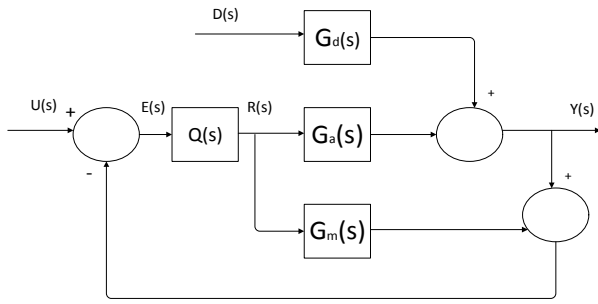 D(s)
Gd(s)
+
U(s)
+
E(s)
Q(s)
R(s)
Ga(s)
Y(s)
-
+
Gm(s)